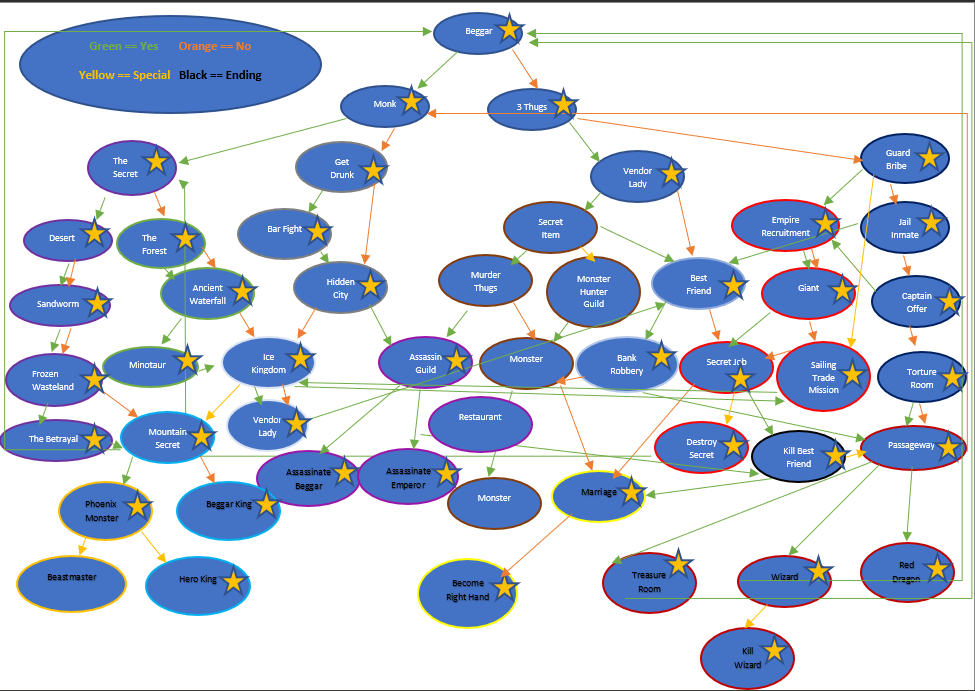 Beggar
Green == Yes Orange == No
Yellow == Special Black == Ending
Monk
3 Thugs
The
Secret
Get
Drunk
Vendor
Lady
Guard
Bribe
Desert
The
Forest
Bar Fight
Secret
Item
Empire
Recruitment
Jail
Inmate
Sandworm
Ancient
Waterfall
Hidden
City
Murder
Thugs
Monster
Hunter
Guild
Best
Friend
Giant
Captain
Offer
Frozen
Wasteland
Minotaur
Ice
Kingdom
Assassin
Guild
Monster
Bank
Robbery
Secret Job
Sailing
Trade
Mission
Torture
Room
The Betrayal
Mountain
Secret
Vendor
Lady
Restaurant
Destroy
Secret
Kill Best
Friend
Passageway
Phoenix
Monster
Beggar King
Assassinate
Beggar
Assassinate
Emperor
Monster
Marriage
Beastmaster
Hero King
Become
Right Hand
Treasure
Room
Wizard
Red
Dragon
Kill
Wizard